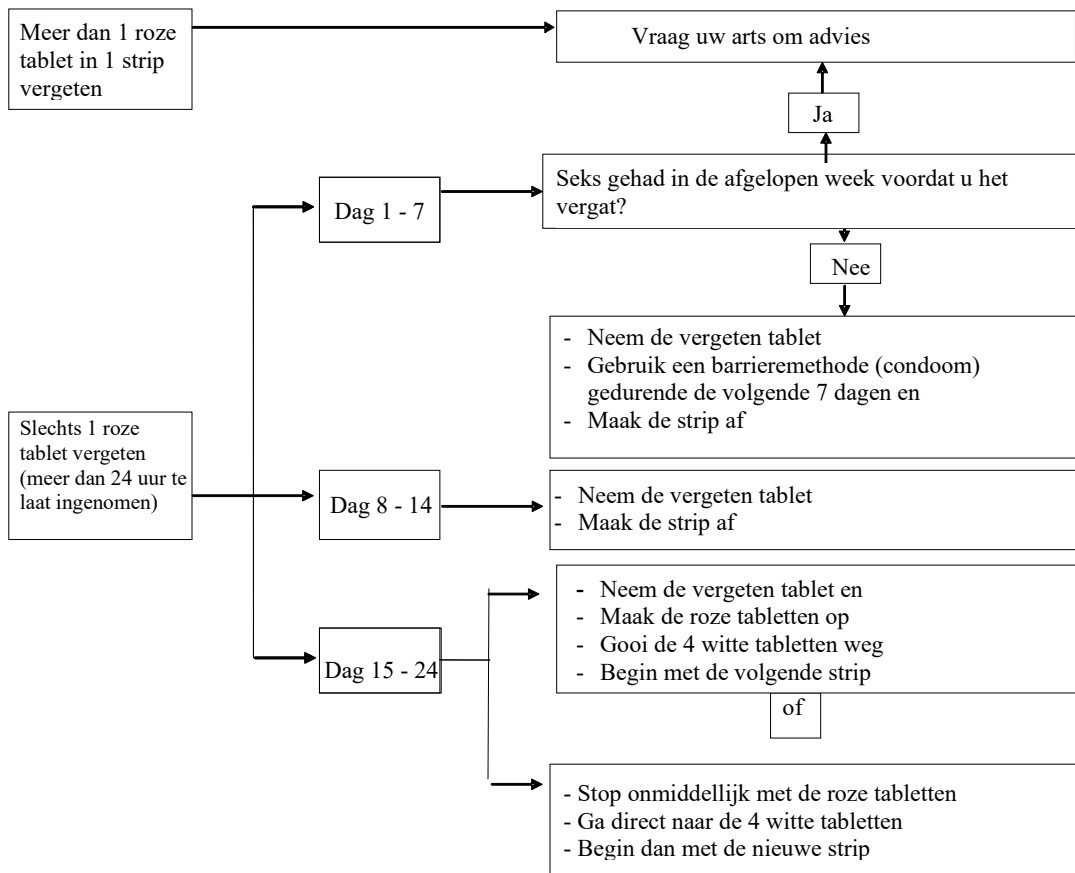 Meer dan 1 roze
tablet in 1 strip
vergeten
Vraag uw arts om advies
Ja
Seks gehad in de afgelopen week voordat u het
vergat?
Dag 1 - 7
Nee
- Neem de vergeten tablet
- Gebruik een barrieremethode (condoom)
gedurende de volgende 7 dagen en
- Maak de strip af
Slechts 1 roze
tablet vergeten
(meer dan 24 uur te
laat ingenomen)
Dag 8 - 14
- Neem de vergeten tablet
- Maak de strip af
Dag 15 - 24
- Neem de vergeten tablet en
- Maak de roze tabletten op
- Gooi de 4 witte tabletten weg
- Begin met de volgende strip
of
- Stop onmiddellijk met de roze tabletten
- Ga direct naar de 4 witte tabletten
- Begin dan met de nieuwe strip